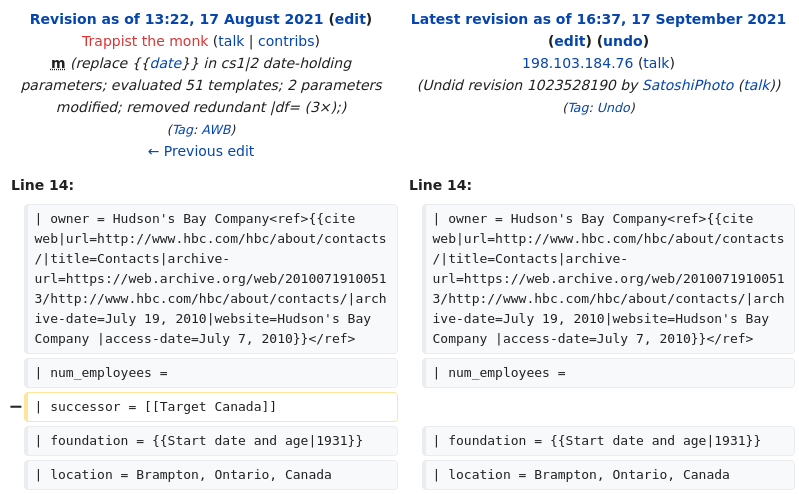 Revision as of 13:22, 17 August 2021 (edit)
Trappist the monk (talk | contribs)
m (replace {{date}} in cs1|2 date-holding
parameters; evaluated 51 templates; 2 parameters
modified; removed redundant |df= (3×);)
(Tag: AWB)
← Previous edit
Latest revision as of 16:37, 17 September 2021
(edit) (undo)
198.103.184.76 (talk)
(Undid revision 1023528190 by SatoshiPhoto (talk))
(Tag: Undo)
Line 14:
Line 14:
| owner = Hudson's Bay Company<ref>{{cite
web|url=http://www.hbc.com/hbc/about/contacts
/|title=Contacts|archive-
url=https://web.archive.org/web/2010071910051
3/http://www.hbc.com/hbc/about/contacts/|arch
ive-date=July 19, 2010|website=Hudson's Bay
Company |access-date=July 7, 2010}}</ref>
| owner = Hudson's Bay Company<ref>{{cite
web|url=http://www.hbc.com/hbc/about/contacts
/|title=Contacts|archive-
url=https://web.archive.org/web/2010071910051
3/http://www.hbc.com/hbc/about/contacts/|arch
ive-date=July 19, 2010|website=Hudson's Bay
Company |access-date=July 7, 2010}}</ref>
| num_employees =
| num_employees =
− | successor = [[Target Canada]]
| foundation = {{Start date and age|1931}}
| foundation = {{Start date and age|1931}}
| location = Brampton, Ontario, Canada
| location = Brampton, Ontario, Canada